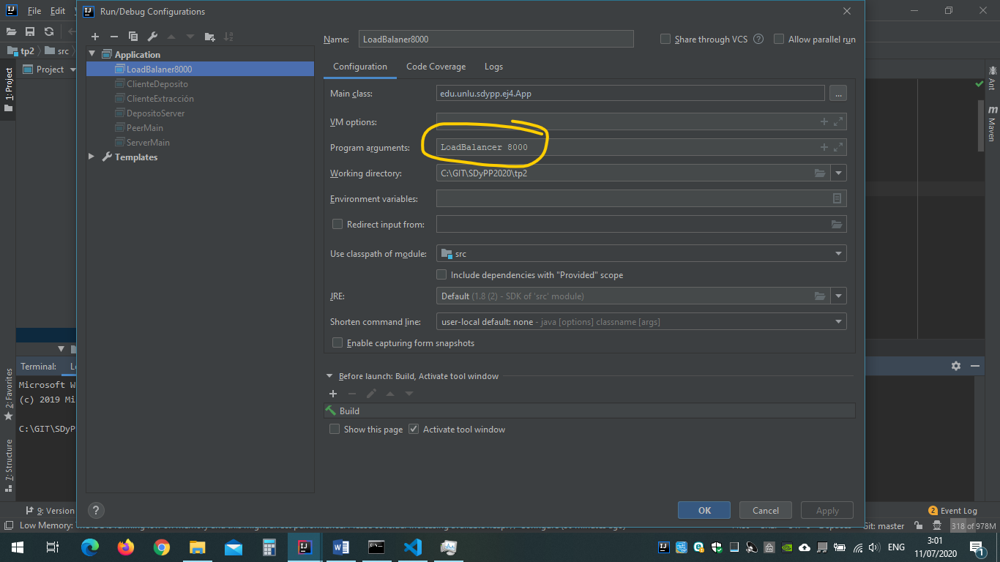 File Edit
Run/Debug Configurations
tp2 src
Name: LoadBalaner8000 Share through VCS Allow parallel run
Project
1: Project
Application
LoadBalaner8000
ClienteDeposito
ClienteExtracción
DepositoServer
PeerMain
ServerMain
Templates
Configuration Code Coverage Logs
Main class: edu.unlu.sdypp.ej4.App ...
VM options:
Program arguments: LoadBalancer 8000
Working directory: C:\GIT\SDyPP2020\tp2
Environment variables:
Redirect input from:
Use classpath of module: src
Include dependencies with "Provided" scope
JRE: Default (1.8 (2) - SDK of 'src' module)
Shorten command line: user-local default: none - java [options] classname [args]
Enable capturing form snapshots
Before launch: Build, Activate tool window
Build
Show this page Activate tool window
Ant
m
Maven
Terminal:
Microsoft W
(c) 2019 Mi
C:\GIT\SDyP
2: Favorites
7: Structure
? OK Cancel Apply
9: Version
2 Event Log
Low Memory:
Git: master 318 of 978M
ENG
3:01
11/07/2020
1